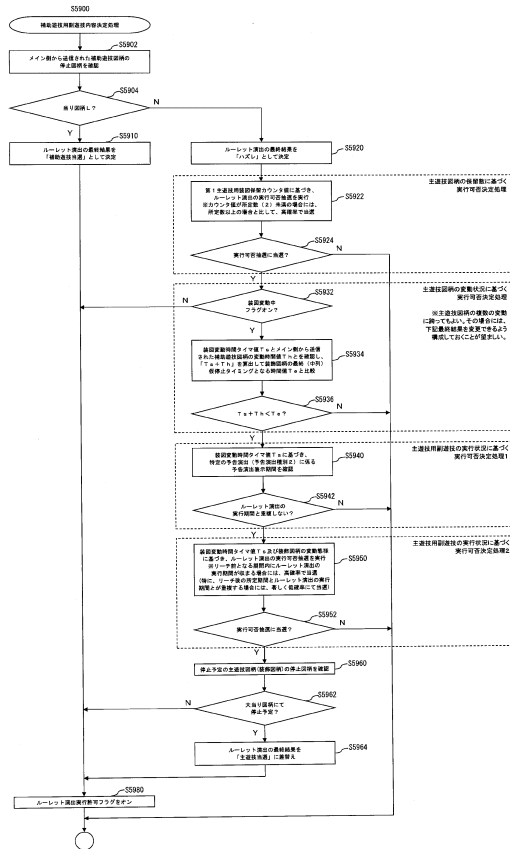 S5900
補助遊技用副遊技内容決定処理
S5902
メイン側から送信された補助遊技図柄の
停止図柄を確認
S5904
当り図柄L?
N
Y
S5910
ルーレット演出の最終結果を
「補助遊技当選」として決定
S5920
ルーレット演出の最終結果を
「ハズレ」として決定
主遊技図柄の保留数に基づく
実行可否決定処理
S5922
第1主遊技用装図保留カウンタ値に基づき、
ルーレット演出の実行可否抽選を実行
※カウンタ値が所定数(2)未満の場合には、
所定数以上の場合と比して、高確率で当選
S5924
実行可否抽選に当選?
N
Y
主遊技図柄の変動状況に基づく
実行可否決定処理
※主遊技図柄の複数の変動
に跨ってもよい。その場合には、
下記最終結果を変更できるよう
構成しておくことが望ましい。
S5932
装図変動中
フラグオン?
N
Y
S5934
装図変動時間タイマ値Tsとメイン側から送信
された補助遊技図柄の変動時間値Thとを確認し、
「Ts+Th」を算出して装飾図柄の最終(中列)
仮停止タイミングとなる時間値Teと比較
S5936
Ts+Th<Te?
N
Y
主遊技用副遊技の実行状況に基づく
実行可否決定処理1
S5940
装図変動時間タイマ値Tsに基づき、
特定の予告演出(予告演出種別2)に係る
予告演出表示期間を確認
S5942
ルーレット演出の
実行期間と重複しない?
N
Y
主遊技用副遊技の実行状況に基づく
実行可否決定処理2
S5950
装図変動時間タイマ値Ts及び装飾図柄の変動態様
に基づき、ルーレット演出の実行可否抽選を実行
※リーチ前となる期間内にルーレット演出の
実行期間が収まる場合には、高確率で当選
(特に、リーチ後の所定期間とルーレット演出の実行
期間とが重複する場合には、著しく低確率にて当選)
S5952
実行可否抽選に当選?
N
Y
S5960
停止予定の主遊技図柄(装飾図柄)の停止図柄を確認
S5962
大当り図柄にて
停止予定?
N
Y
S5964
ルーレット演出の最終結果を
「主遊技当選」に差替え
S5980
ルーレット演出実行許可フラグをオン